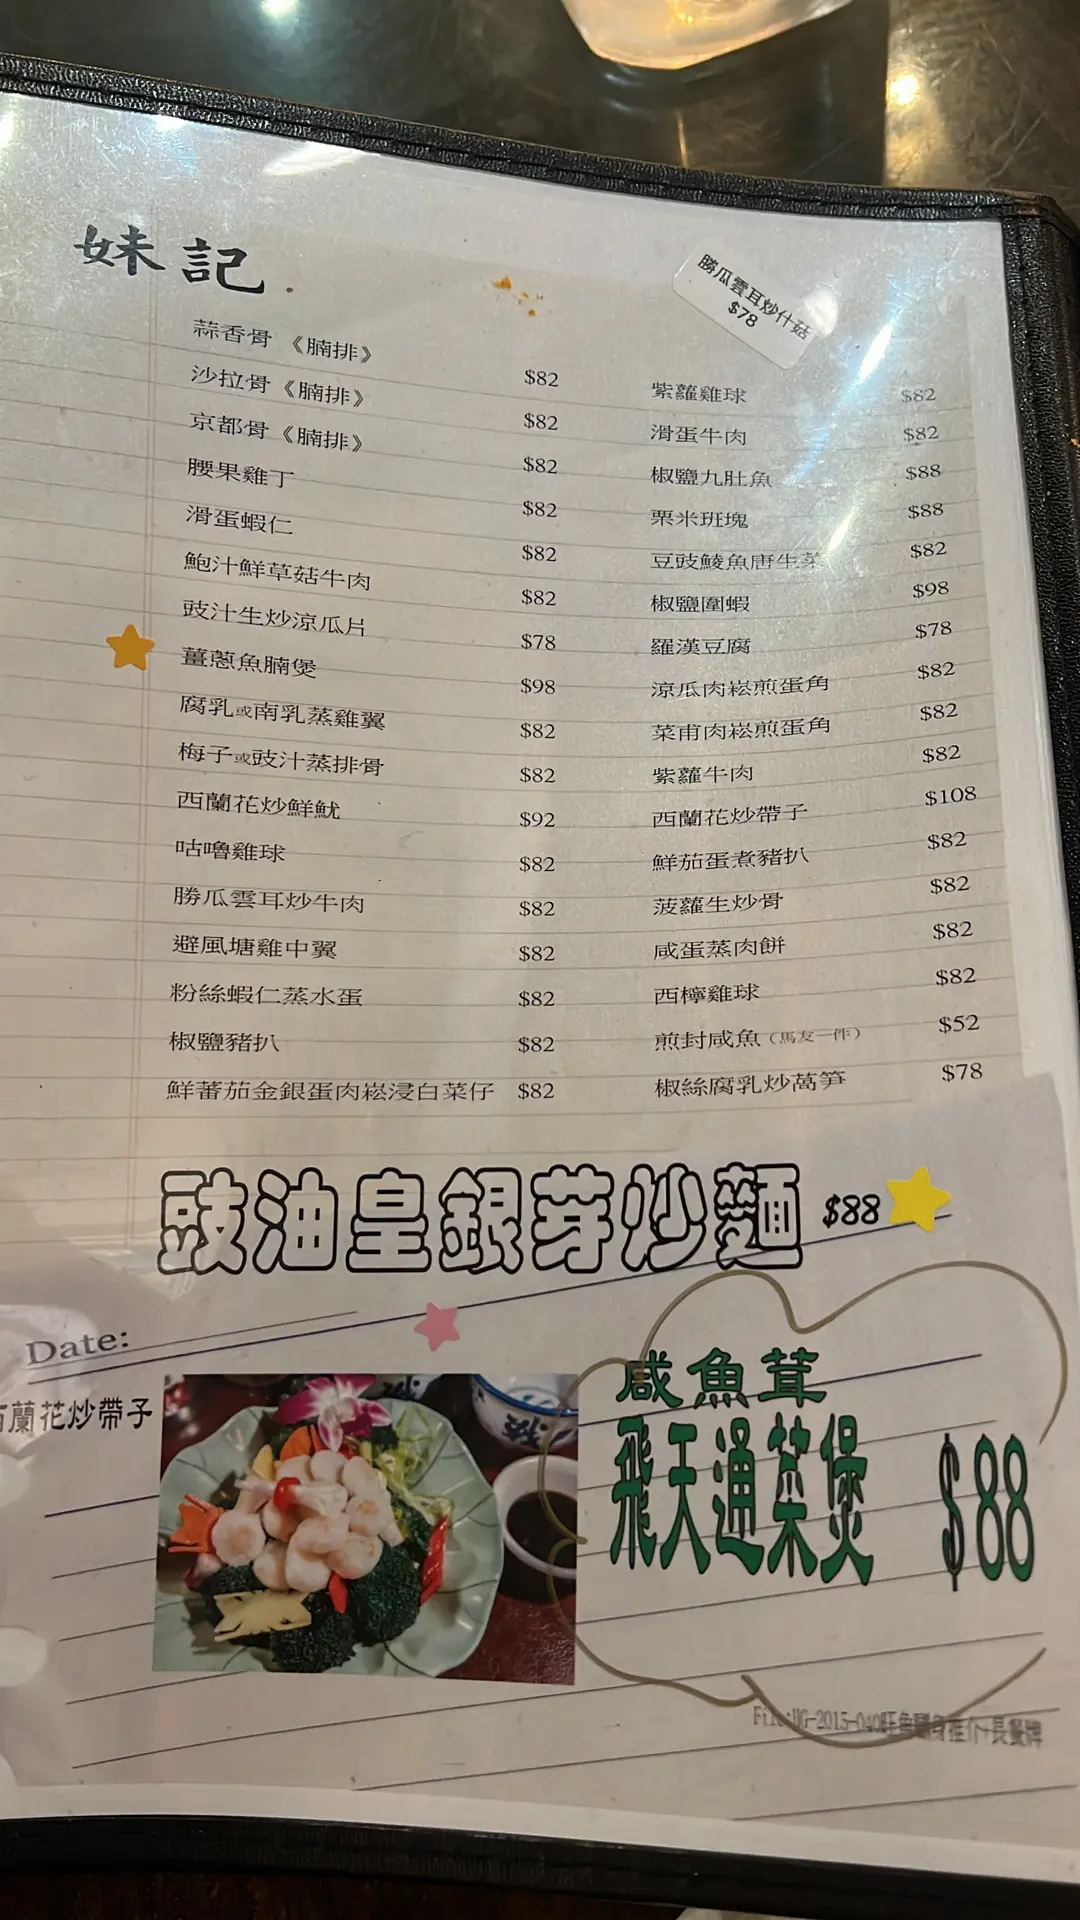 妹記
勝瓜雲耳炒什菇
$78
蒜香骨 《腩排》 $82
沙拉骨《腩排》 $82
京都骨《腩排》 $82
腰果雞丁 $82
滑蛋蝦仁 $82
鮑汁鮮草菇牛肉 $82
豉汁生炒涼瓜片 $78
薑蔥魚腩煲 $98
腐乳或南乳蒸雞翼 $82
梅子或豉汁蒸排骨 $82
西蘭花炒鮮魷 $92
咕嚕雞球 $82
勝瓜雲耳炒牛肉 $82
避風塘雞中翼 $82
粉絲蝦仁蒸水蛋 $82
椒鹽豬扒 $82
鮮蕃茄金銀蛋肉崧浸白菜仔 $82
紫蘿雞球 $82
滑蛋牛肉 $82
椒鹽九肚魚 $88
粟米班塊 $88
豆豉鯪魚唐生菜 $82
椒鹽圍蝦 $98
羅漢豆腐 $78
涼瓜肉崧煎蛋角 $82
菜甫肉崧煎蛋角 $82
紫蘿牛肉 $82
西蘭花炒帶子 $108
鮮茄蛋煮豬扒 $82
菠蘿生炒骨 $82
咸蛋蒸肉餅 $82
西檸雞球 $82
煎封咸魚（馬友一件） $52
椒絲腐乳炒萵筍 $78
豉油皇銀芽炒麵 $88
Date:
蘭花炒帶子
咸魚茸
飛天通菜煲 $88